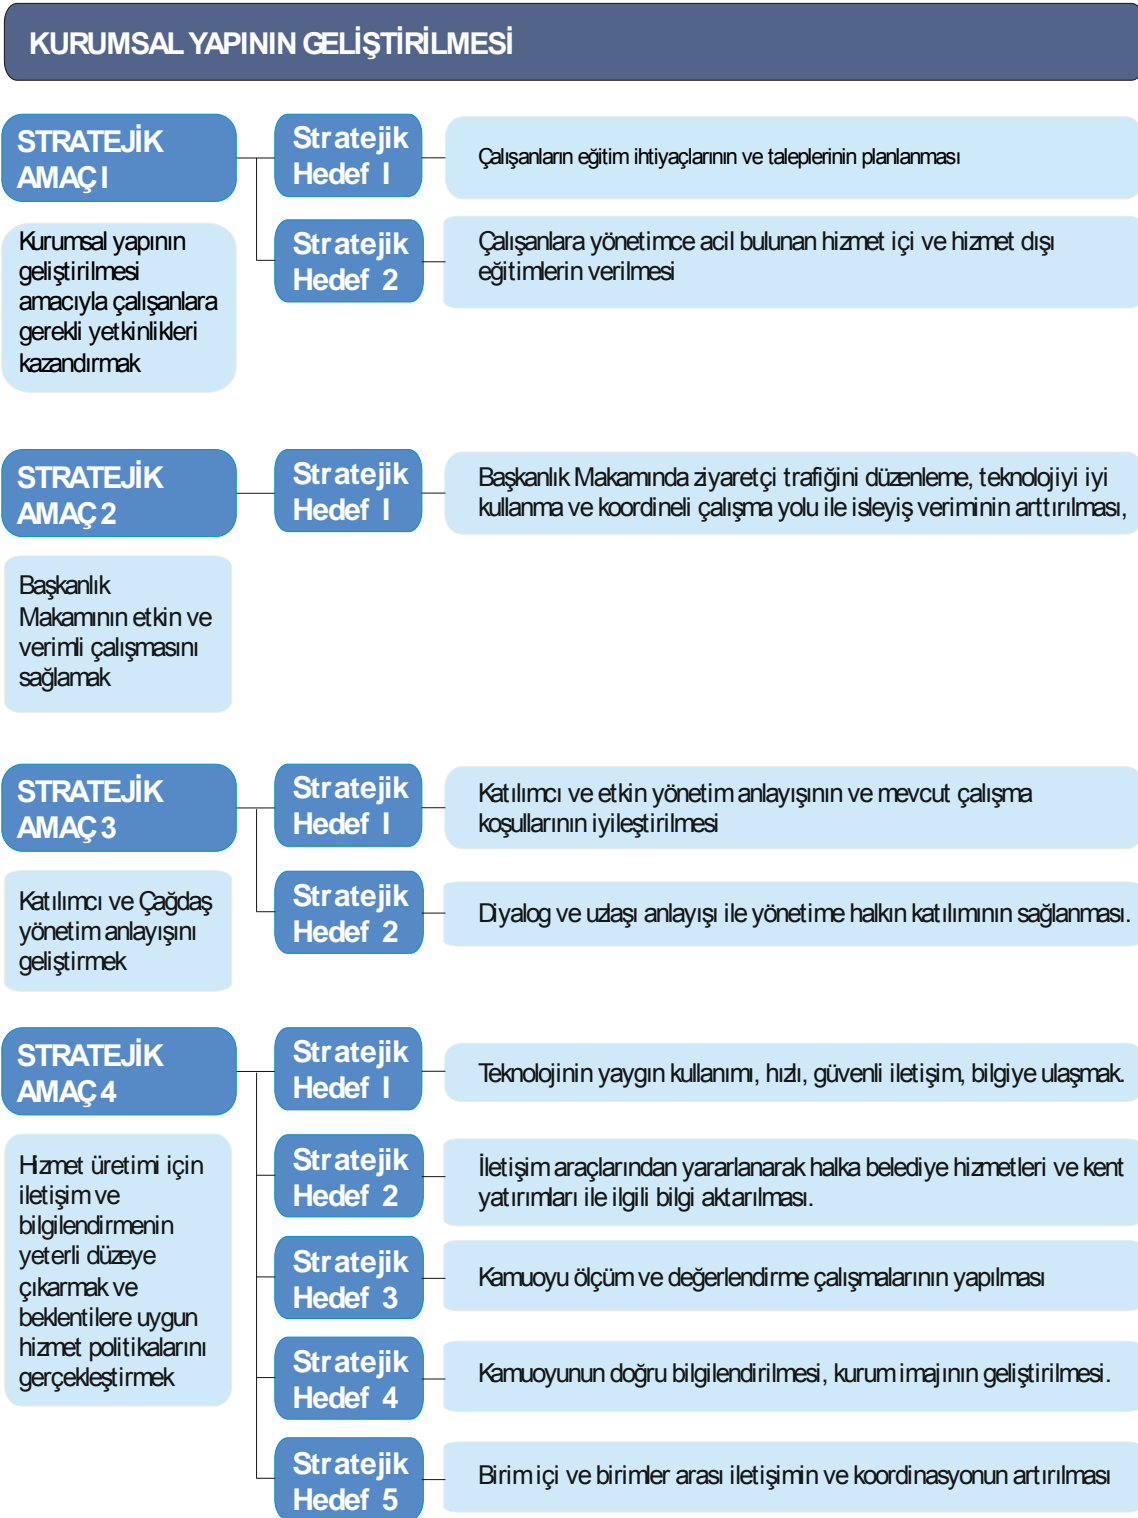 KURUMSAL YAPININ GELİŞTİRİLMESİ
STRATEJİK
AMAÇ I
Stratejik
Hedef I
Çalışanların eğitim ihtiyaçlarının ve taleplerinin planlanması
Stratejik
Hedef 2
Çalışanlara yönetimce acil bulunan hizmet içi ve hizmet dışı
eğitimlerin verilmesi
Kurumsal yapının
geliştirilmesi
amacıyla çalışanlara
gerekli yetkinlikleri
kazandırmak
STRATEJİK
AMAÇ 2
Stratejik
Hedef I
Başkanlık Makamında ziyaretçi trafiğini düzenleme, teknolojiyi iyi
kullanma ve koordineli çalışma yolu ile isleyiş veriminin arttırılması,
Başkanlık
Makamının etkin ve
verimli çalışmasını
sağlamak
STRATEJİK
AMAÇ 3
Stratejik
Hedef I
Katılımcı ve etkin yönetim anlayışının ve mevcut çalışma
koşullarının iyileştirilmesi
Stratejik
Hedef 2
Diyalog ve uzlaşı anlayışı ile yönetime halkın katılımının sağlanması.
Katılımcı ve Çağdaş
yönetim anlayışını
geliştirmek
STRATEJİK
AMAÇ 4
Stratejik
Hedef I
Teknolojinin yaygın kullanımı, hızlı, güvenli iletişim, bilgiye ulaşmak.
Hizmet üretimi için
iletişim ve
bilgilendirmenin
yeterli düzeye
çıkarmak ve
beklentilere uygun
hizmet politikalarını
gerçekleştirmek
Stratejik
Hedef 2
İletişim araçlarından yararlanarak halka belediye hizmetleri ve kent
yatırımları ile ilgili bilgi aktarılması.
Stratejik
Hedef 3
Kamuoyu ölçüm ve değerlendirme çalışmalarının yapılması
Stratejik
Hedef 4
Kamuoyunun doğru bilgilendirilmesi, kurum imajının geliştirilmesi.
Stratejik
Hedef 5
Birim içi ve birimler arası iletişimin ve koordinasyonun artırılması